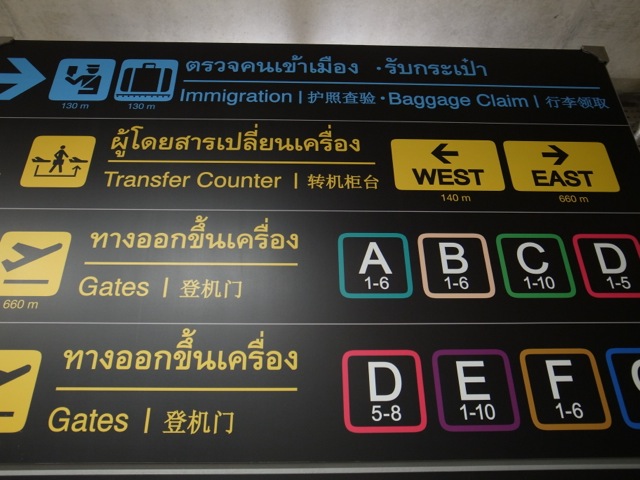 ตรวจคนเข้าเมือง · รับกระเป๋า
130 m 130 m
Immigration | 护照查验 · Baggage Claim | 行李领取
ผู้โดยสารเปลี่ยนเครื่อง
Transfer Counter | 转机柜台
WEST EAST
140 m 660 m
ทางออกขึ้นเครื่อง
Gates | 登机门
660 m
A B C D
1-6 1-6 1-10 1-5
ทางออกขึ้นเครื่อง
Gates | 登机门
D E F
5-8 1-10 1-6